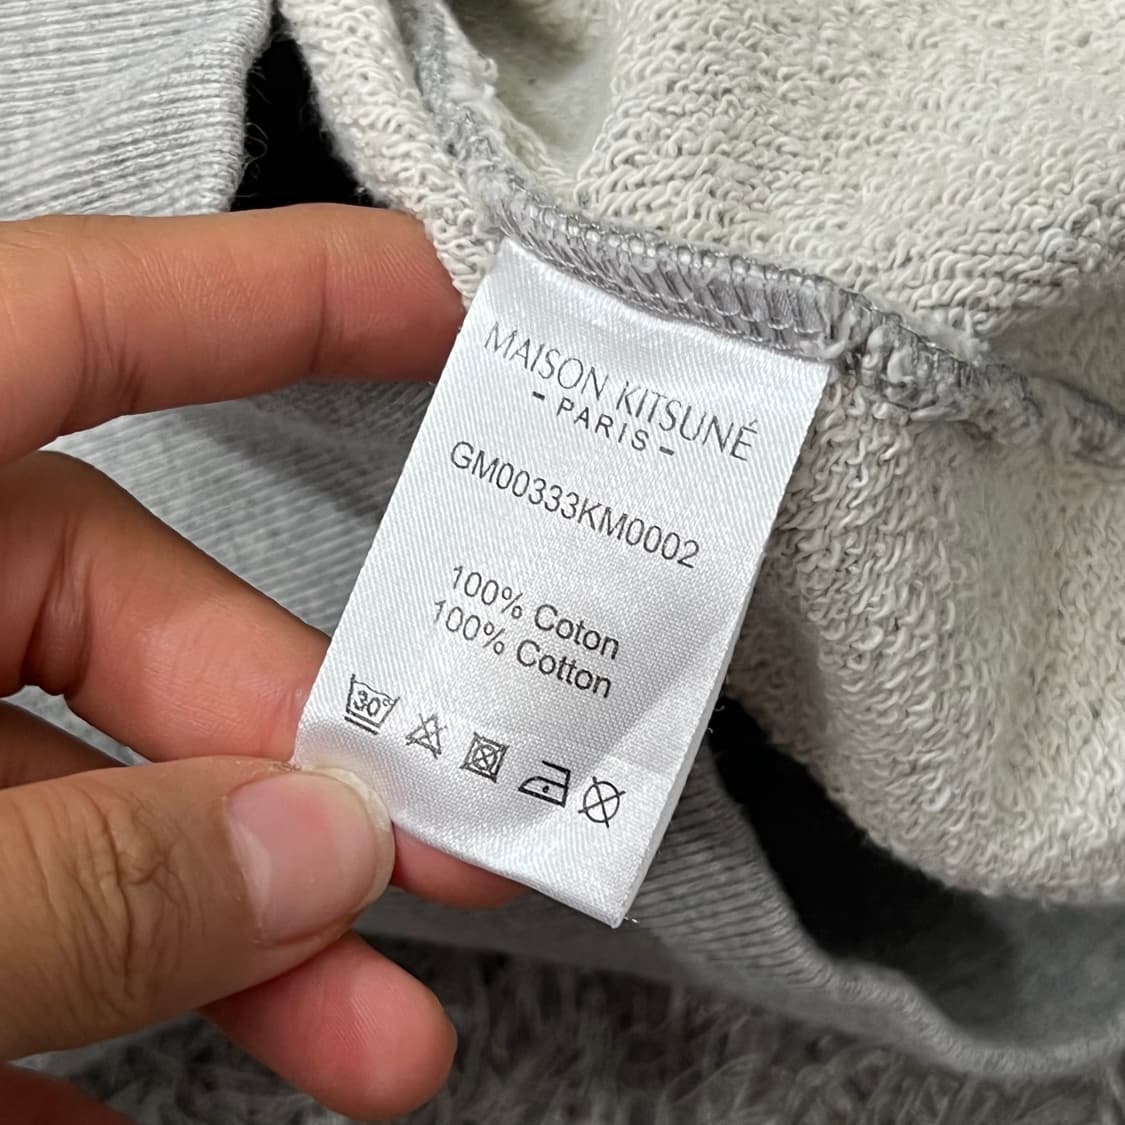 MAISON KITSUNÉ
- PARIS -
GM00333KM0002
100% Coton
100% Cotton
30°